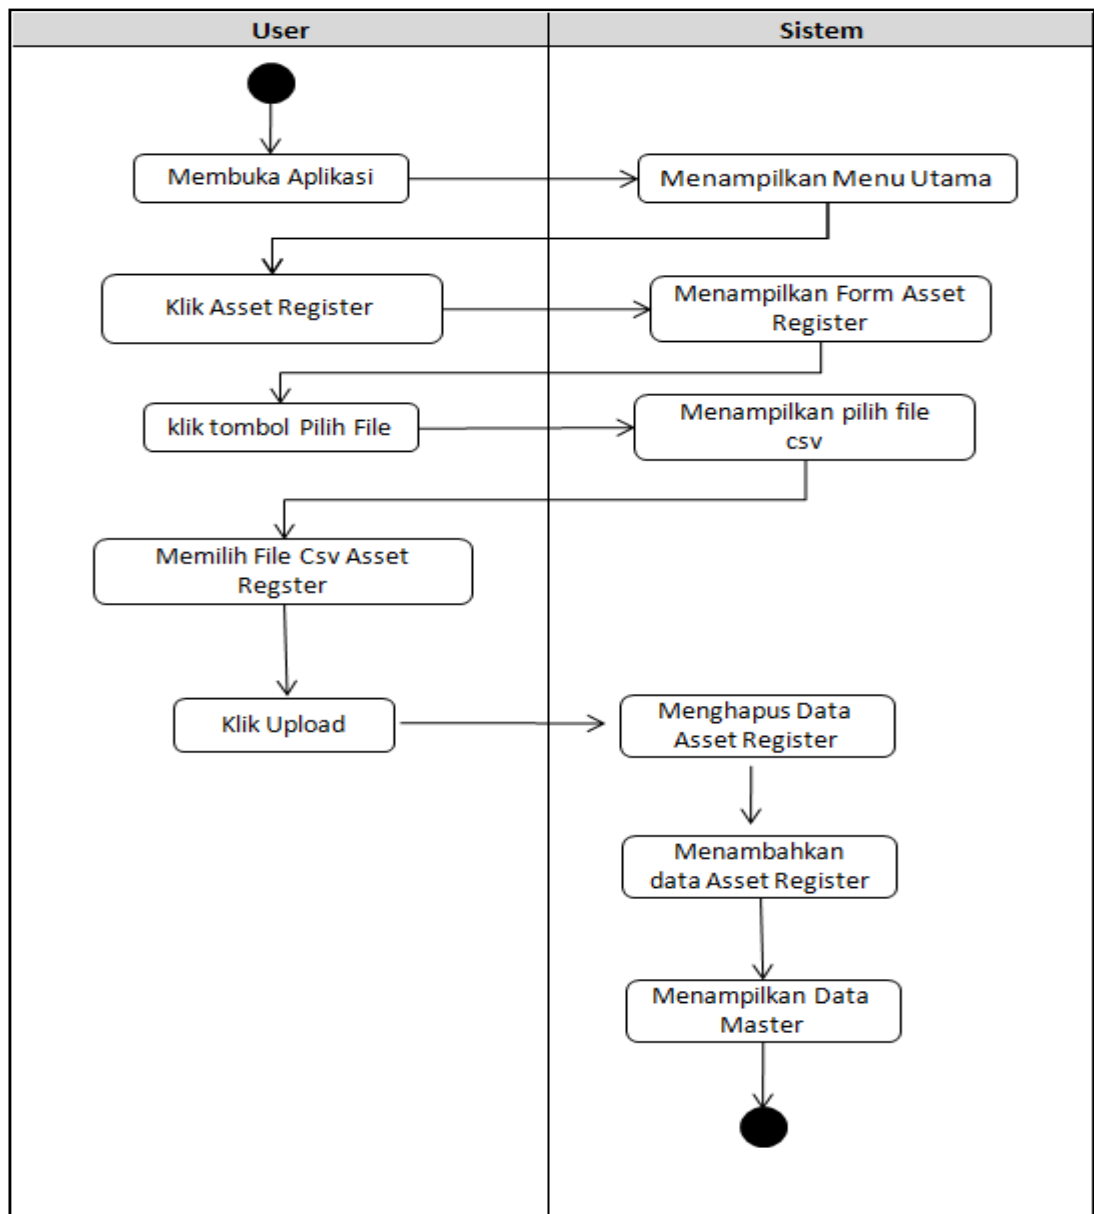 User
Sistem
Membuka Aplikasi
Menampilkan Menu Utama
Klik Asset Register
Menampilkan Form Asset
Register
klik tombol Pilih File
Menampilkan pilih file
csv
Memilih File Csv Asset
Regster
Klik Upload
Menghapus Data
Asset Register
Menambahkan
data Asset Register
Menampilkan Data
Master